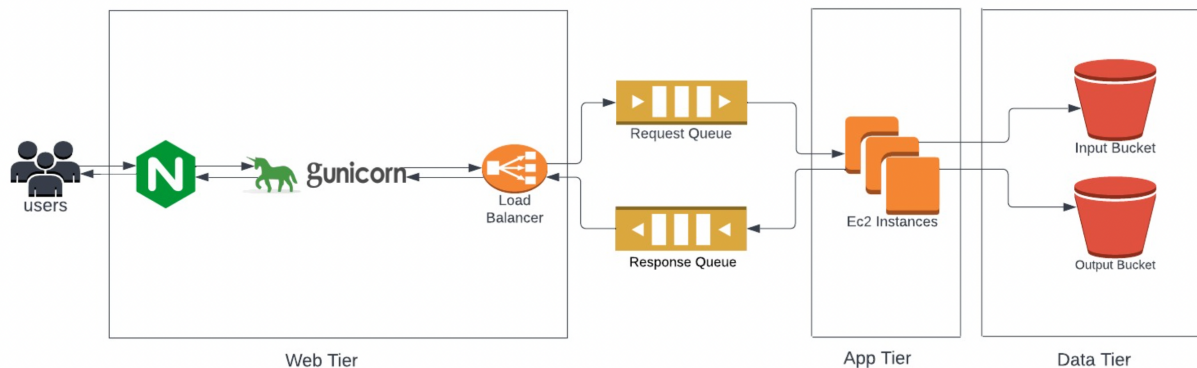 users
N
gunicorn
Load
Balancer
Request Queue
Response Queue
Ec2 Instances
Input Bucket
Output Bucket
Web Tier
App Tier
Data Tier